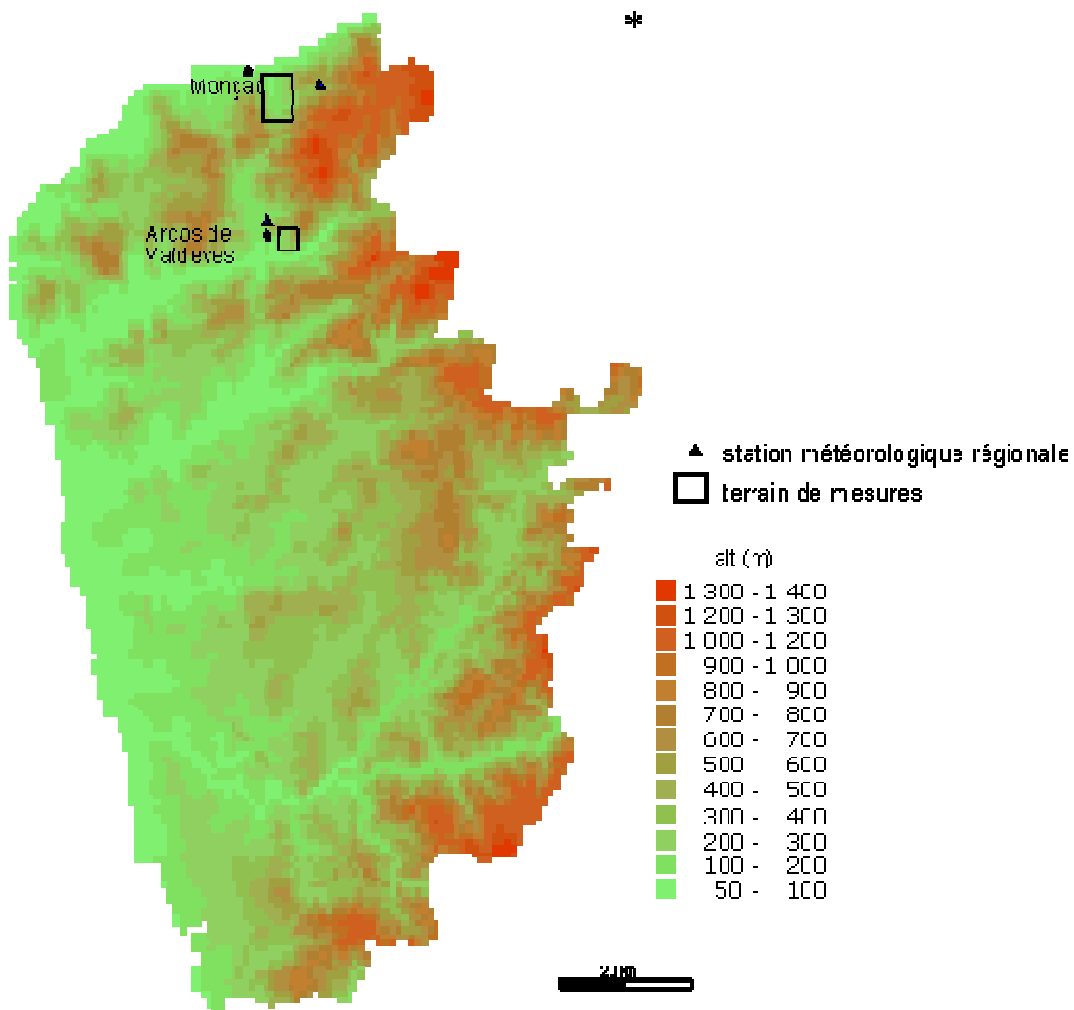 *
Monçao
Arcos de
Valdeves
station météorologique régionale
terrain de mesures
alt (m)
1 300 - 1 400
1 200 - 1 300
1 000 - 1 200
900 - 1 000
800 - 900
700 - 800
600 - 700
500 600
400 - 500
300 - 400
200 - 300
100 - 200
50 - 100